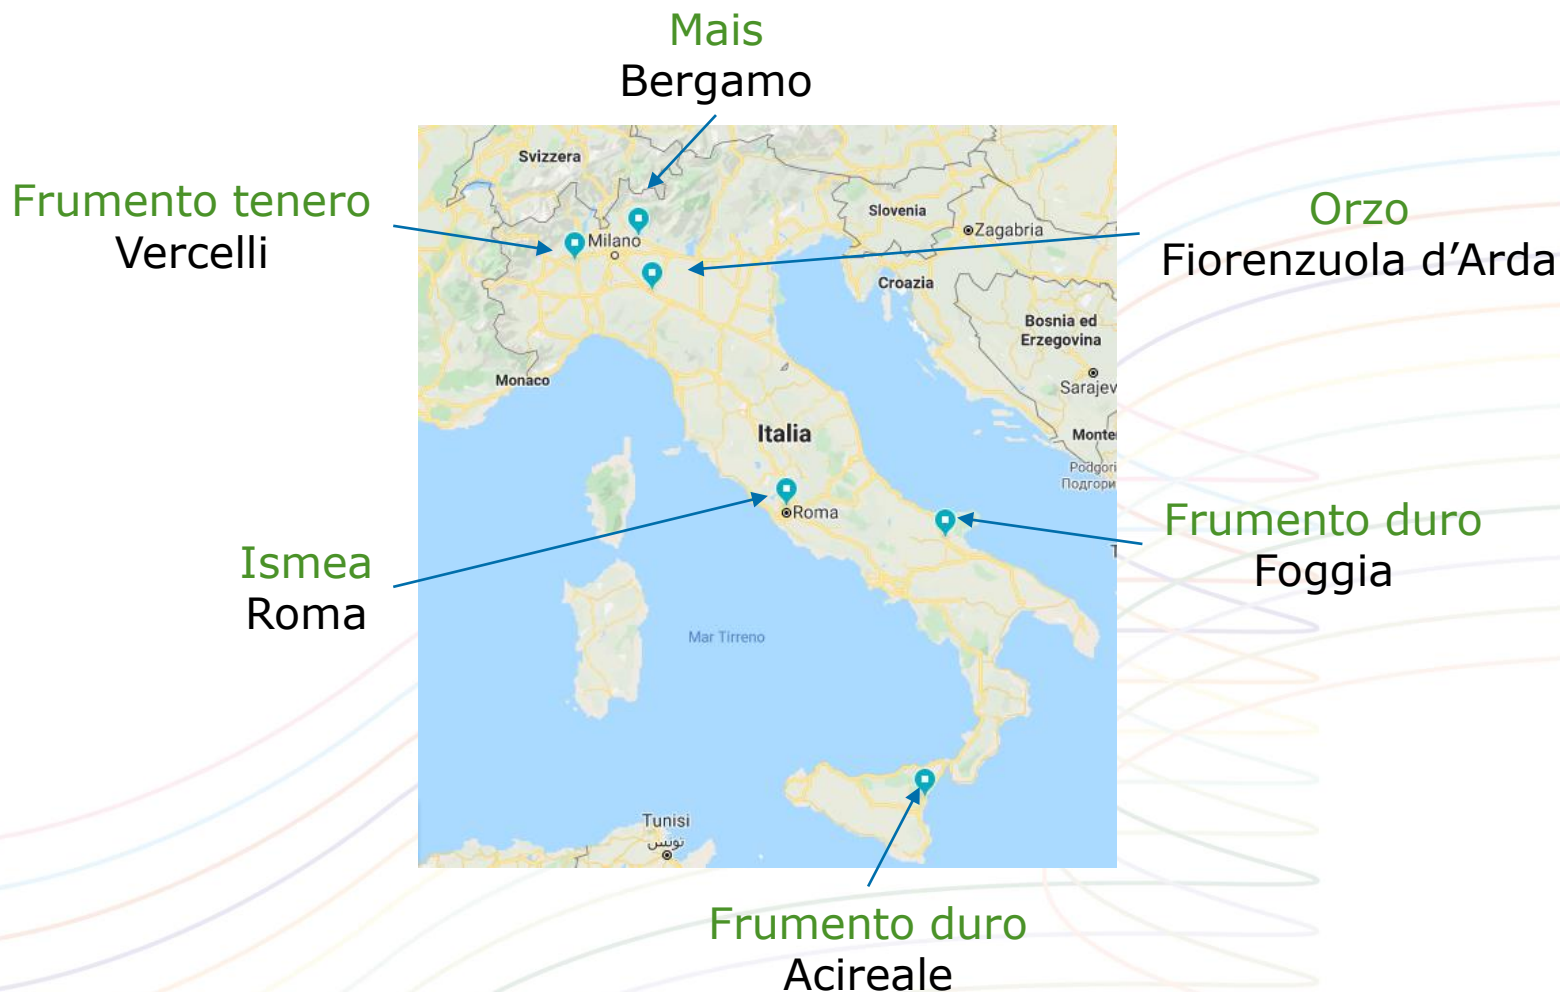 Mais
Bergamo
Frumento tenero
Vercelli
Orzo
Fiorenzuola d'Arda
Svizzera
Slovenia
Zagabria
Milano
Croazia
Bosnia ed
Erzegovina
Monaco
Sarajev
Italia
Monte
Podgori
Подгори
Roma
Frumento duro
Foggia
Ismea
Roma
Mar Tirreno
Tunisi
تونس
Frumento duro
Acireale